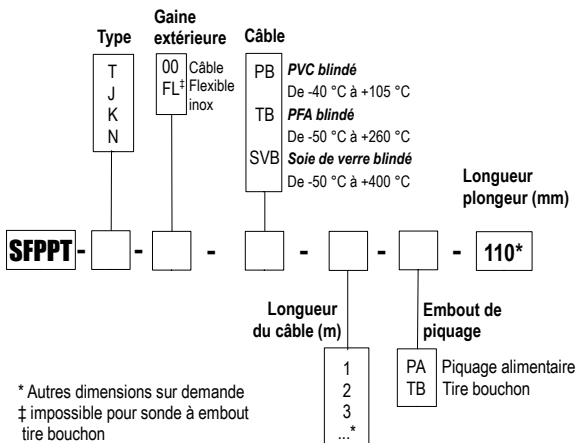 Type
Gaine extérieure
Câble
T
J
K
N
00 Câble
FL‡ Flexible inox
PB PVC blindé
De -40 °C à +105 °C
TB PFA blindé
De -50 °C à +260 °C
SVB Soie de verre blindé
De -50 °C à +400 °C
Longueur plongeur (mm)
SFPPT - - - - - - 110*
Longueur du câble (m)
Embout de piquage
1
2
3
...*
PA Piquage alimentaire
TB Tire bouchon
* Autres dimensions sur demande
‡ impossible pour sonde à embout
tire bouchon